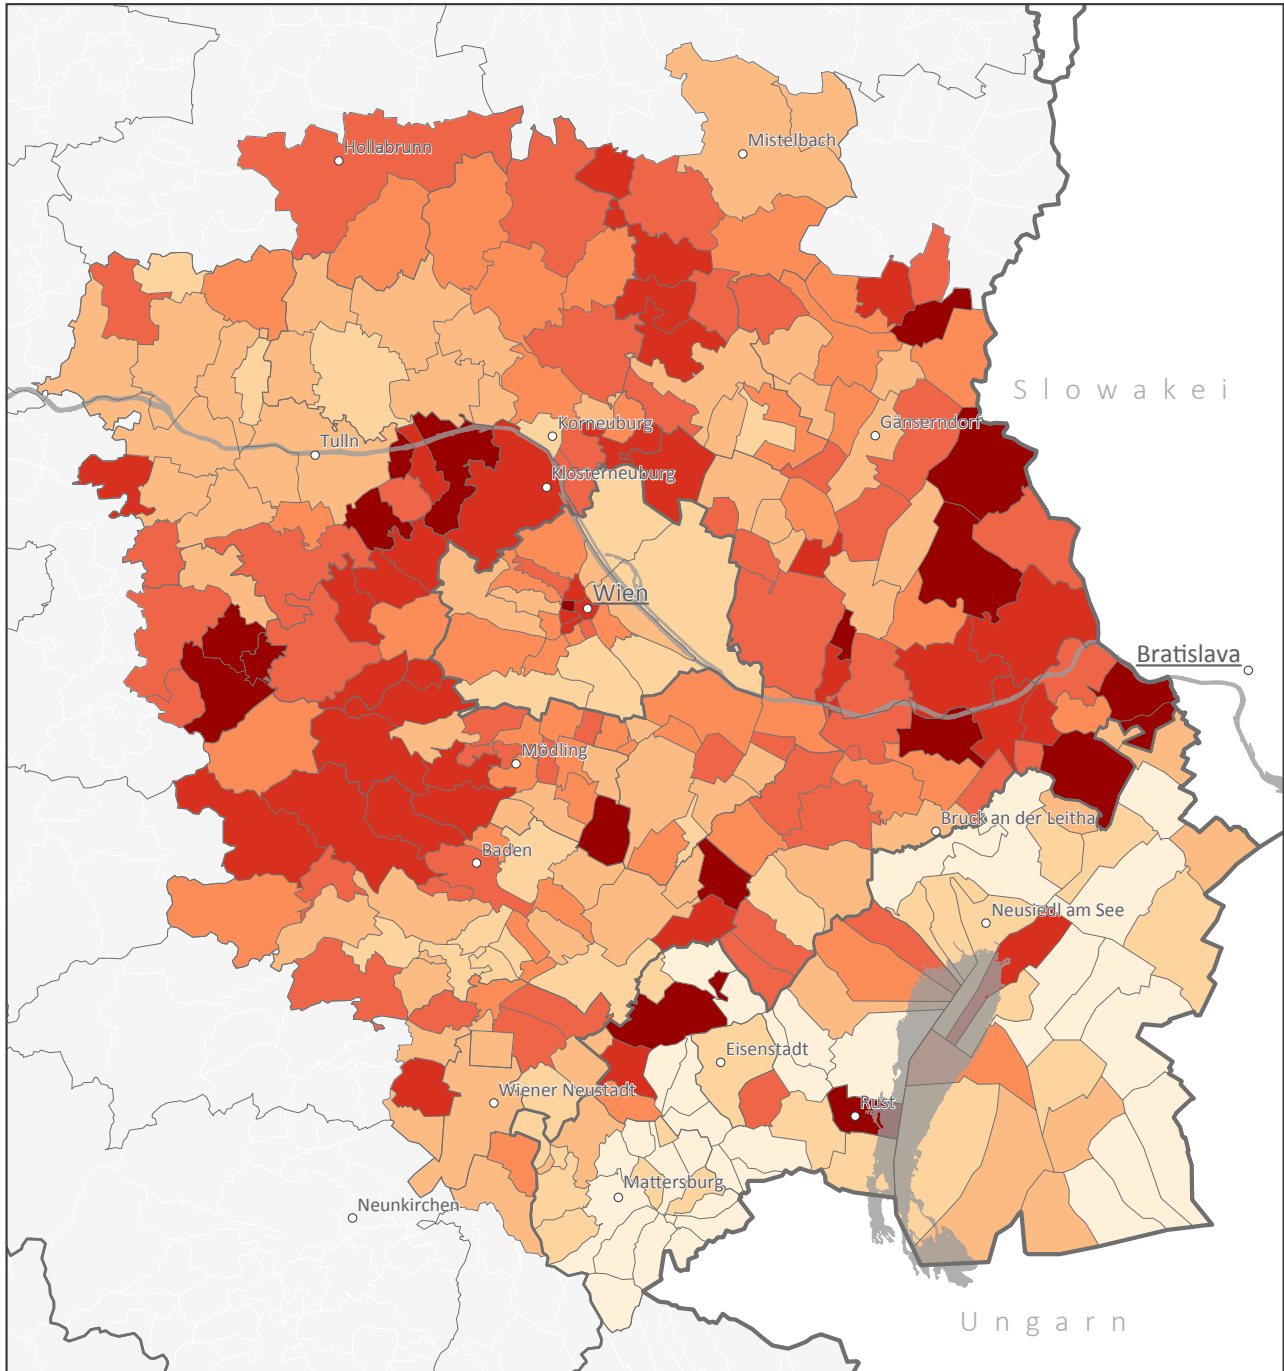 Hollabrunn
Mistelbach
Slowakei
Korneuburg
Gänserndorf
Tulln
Klosterneuburg
Wien
Bratislava
Mödling
Bruck an der Leitha
Baden
Neusiedl am See
Eisenstadt
Wiener Neustadt
Rust
Mattersburg
Neunkirchen
Ungarn